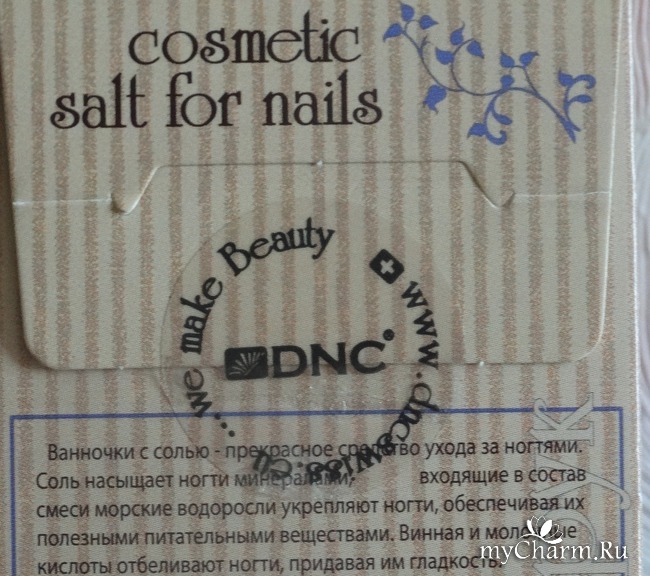 cosmetic
salt for nails
...we make Beauty
www.dncswiss.eu
DNC®
Ванночки с солью - прекрасное средство ухода за ногтями.
Соль насыщает ногти минералами, входящие в состав
смеси морские водоросли укрепляют ногти, обеспечивая их
полезными питательными веществами. Винная и молочные
кислоты отбеливают ногти, придавая им гладкость.
myCharm.Ru